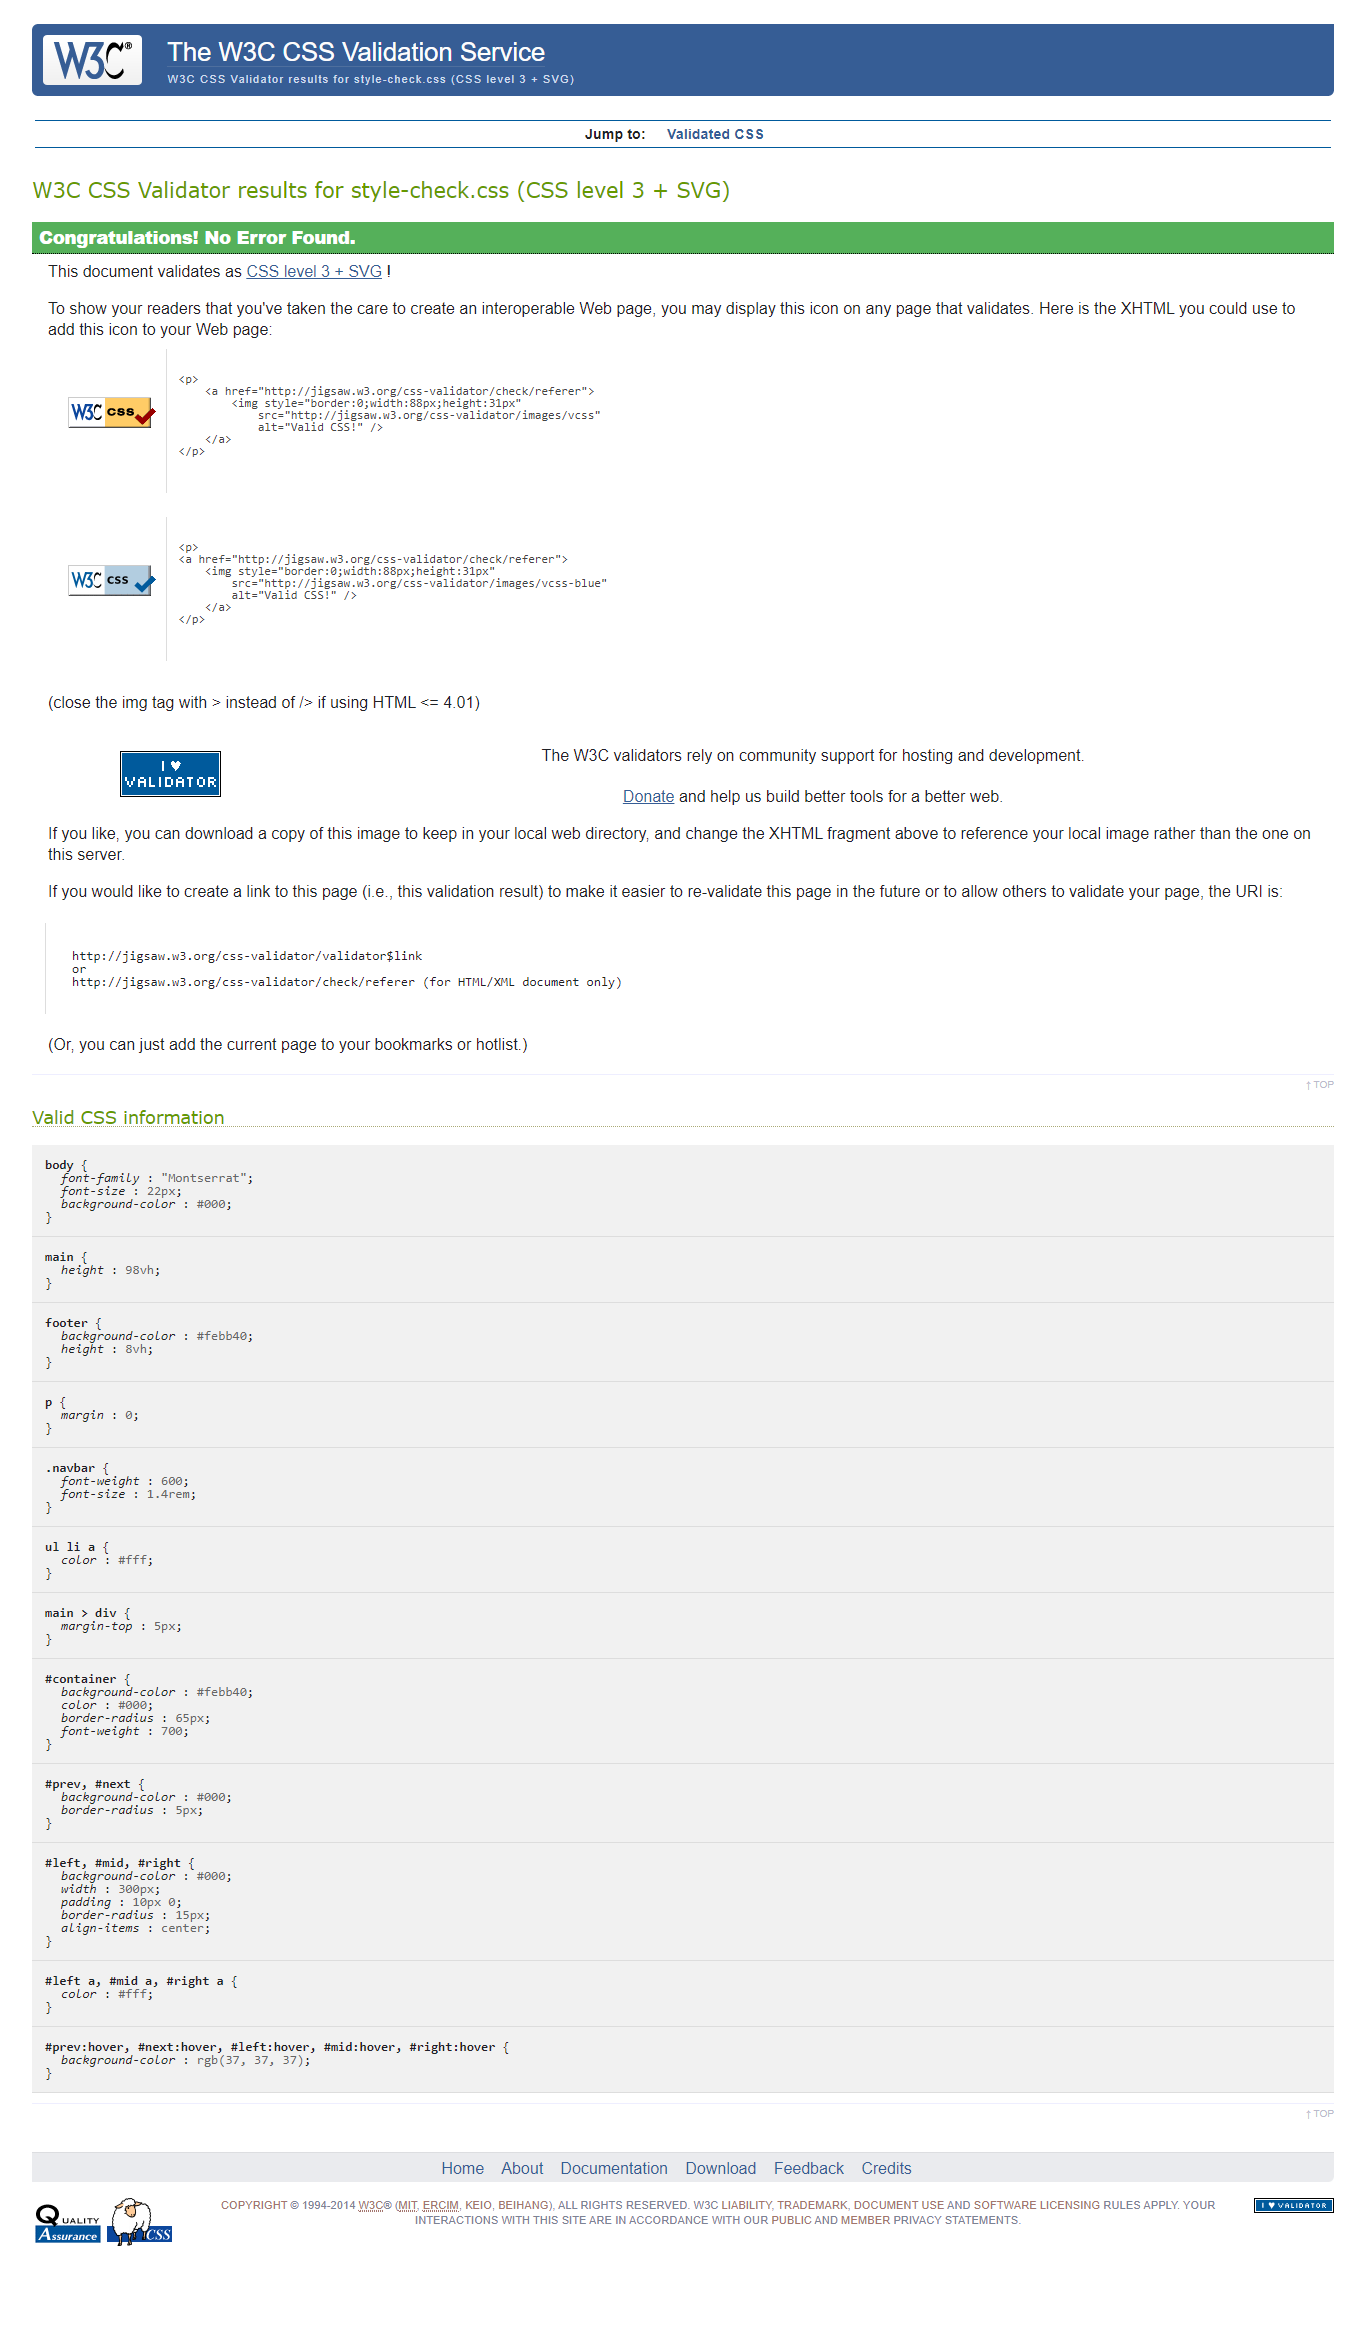 W3C®
The W3C CSS Validation Service
W3C CSS Validator results for style-check.css (CSS level 3 + SVG)
Jump to: Validated CSS
W3C CSS Validator results for style-check.css (CSS level 3 + SVG)
Congratulations! No Error Found.
This document validates as CSS level 3 + SVG !
To show your readers that you've taken the care to create an interoperable Web page, you may display this icon on any page that validates. Here is the XHTML you could use to
add this icon to your Web page:
W3C css
<p>
    <a href="http://jigsaw.w3.org/css-validator/check/referer">
        <img style="border:0;width:88px;height:31px"
            src="http://jigsaw.w3.org/css-validator/images/vcss"
            alt="Valid CSS!" />
    </a>
</p>
W3C css
<p>
<a href="http://jigsaw.w3.org/css-validator/check/referer">
    <img style="border:0;width:88px;height:31px"
        src="http://jigsaw.w3.org/css-validator/images/vcss-blue"
        alt="Valid CSS!" />
    </a>
</p>
(close the img tag with > instead of /> if using HTML <= 4.01)
I ♥
VALIDATOR
The W3C validators rely on community support for hosting and development.
Donate and help us build better tools for a better web.
If you like, you can download a copy of this image to keep in your local web directory, and change the XHTML fragment above to reference your local image rather than the one on
this server.
If you would like to create a link to this page (i.e., this validation result) to make it easier to re-validate this page in the future or to allow others to validate your page, the URI is:
http://jigsaw.w3.org/css-validator/validator$link
or
http://jigsaw.w3.org/css-validator/check/referer (for HTML/XML document only)
(Or, you can just add the current page to your bookmarks or hotlist.)
↑ TOP
Valid CSS information
body {
  font-family : "Montserrat";
  font-size : 22px;
  background-color : #000;
}
main {
  height : 98vh;
}
footer {
  background-color : #febb40;
  height : 8vh;
}
p {
  margin : 0;
}
.navbar {
  font-weight : 600;
  font-size : 1.4rem;
}
ul li a {
  color : #fff;
}
main > div {
  margin-top : 5px;
}
#container {
  background-color : #febb40;
  color : #000;
  border-radius : 65px;
  font-weight : 700;
}
#prev, #next {
  background-color : #000;
  border-radius : 5px;
}
#left, #mid, #right {
  background-color : #000;
  width : 300px;
  padding : 10px 0;
  border-radius : 15px;
  align-items : center;
}
#left a, #mid a, #right a {
  color : #fff;
}
#prev:hover, #next:hover, #left:hover, #mid:hover, #right:hover {
  background-color : rgb(37, 37, 37);
}
↑ TOP
Home About Documentation Download Feedback Credits
QUALITY
Assurance
CSS
COPYRIGHT © 1994-2014 W3C® (MIT, ERCIM, KEIO, BEIHANG), ALL RIGHTS RESERVED. W3C LIABILITY, TRADEMARK, DOCUMENT USE AND SOFTWARE LICENSING RULES APPLY. YOUR
INTERACTIONS WITH THIS SITE ARE IN ACCORDANCE WITH OUR PUBLIC AND MEMBER PRIVACY STATEMENTS.
I ♥ VALIDATOR